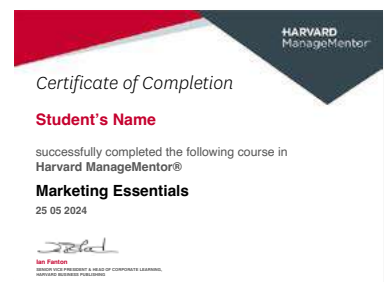 HARVARD
ManageMentor®
Certificate of Completion
Student's Name
successfully completed the following course in
Harvard ManageMentor®
Marketing Essentials
25 05 2024
Ian Fanton
SENIOR VICE PRESIDENT & HEAD OF CORPORATE LEARNING,
HARVARD BUSINESS PUBLISHING